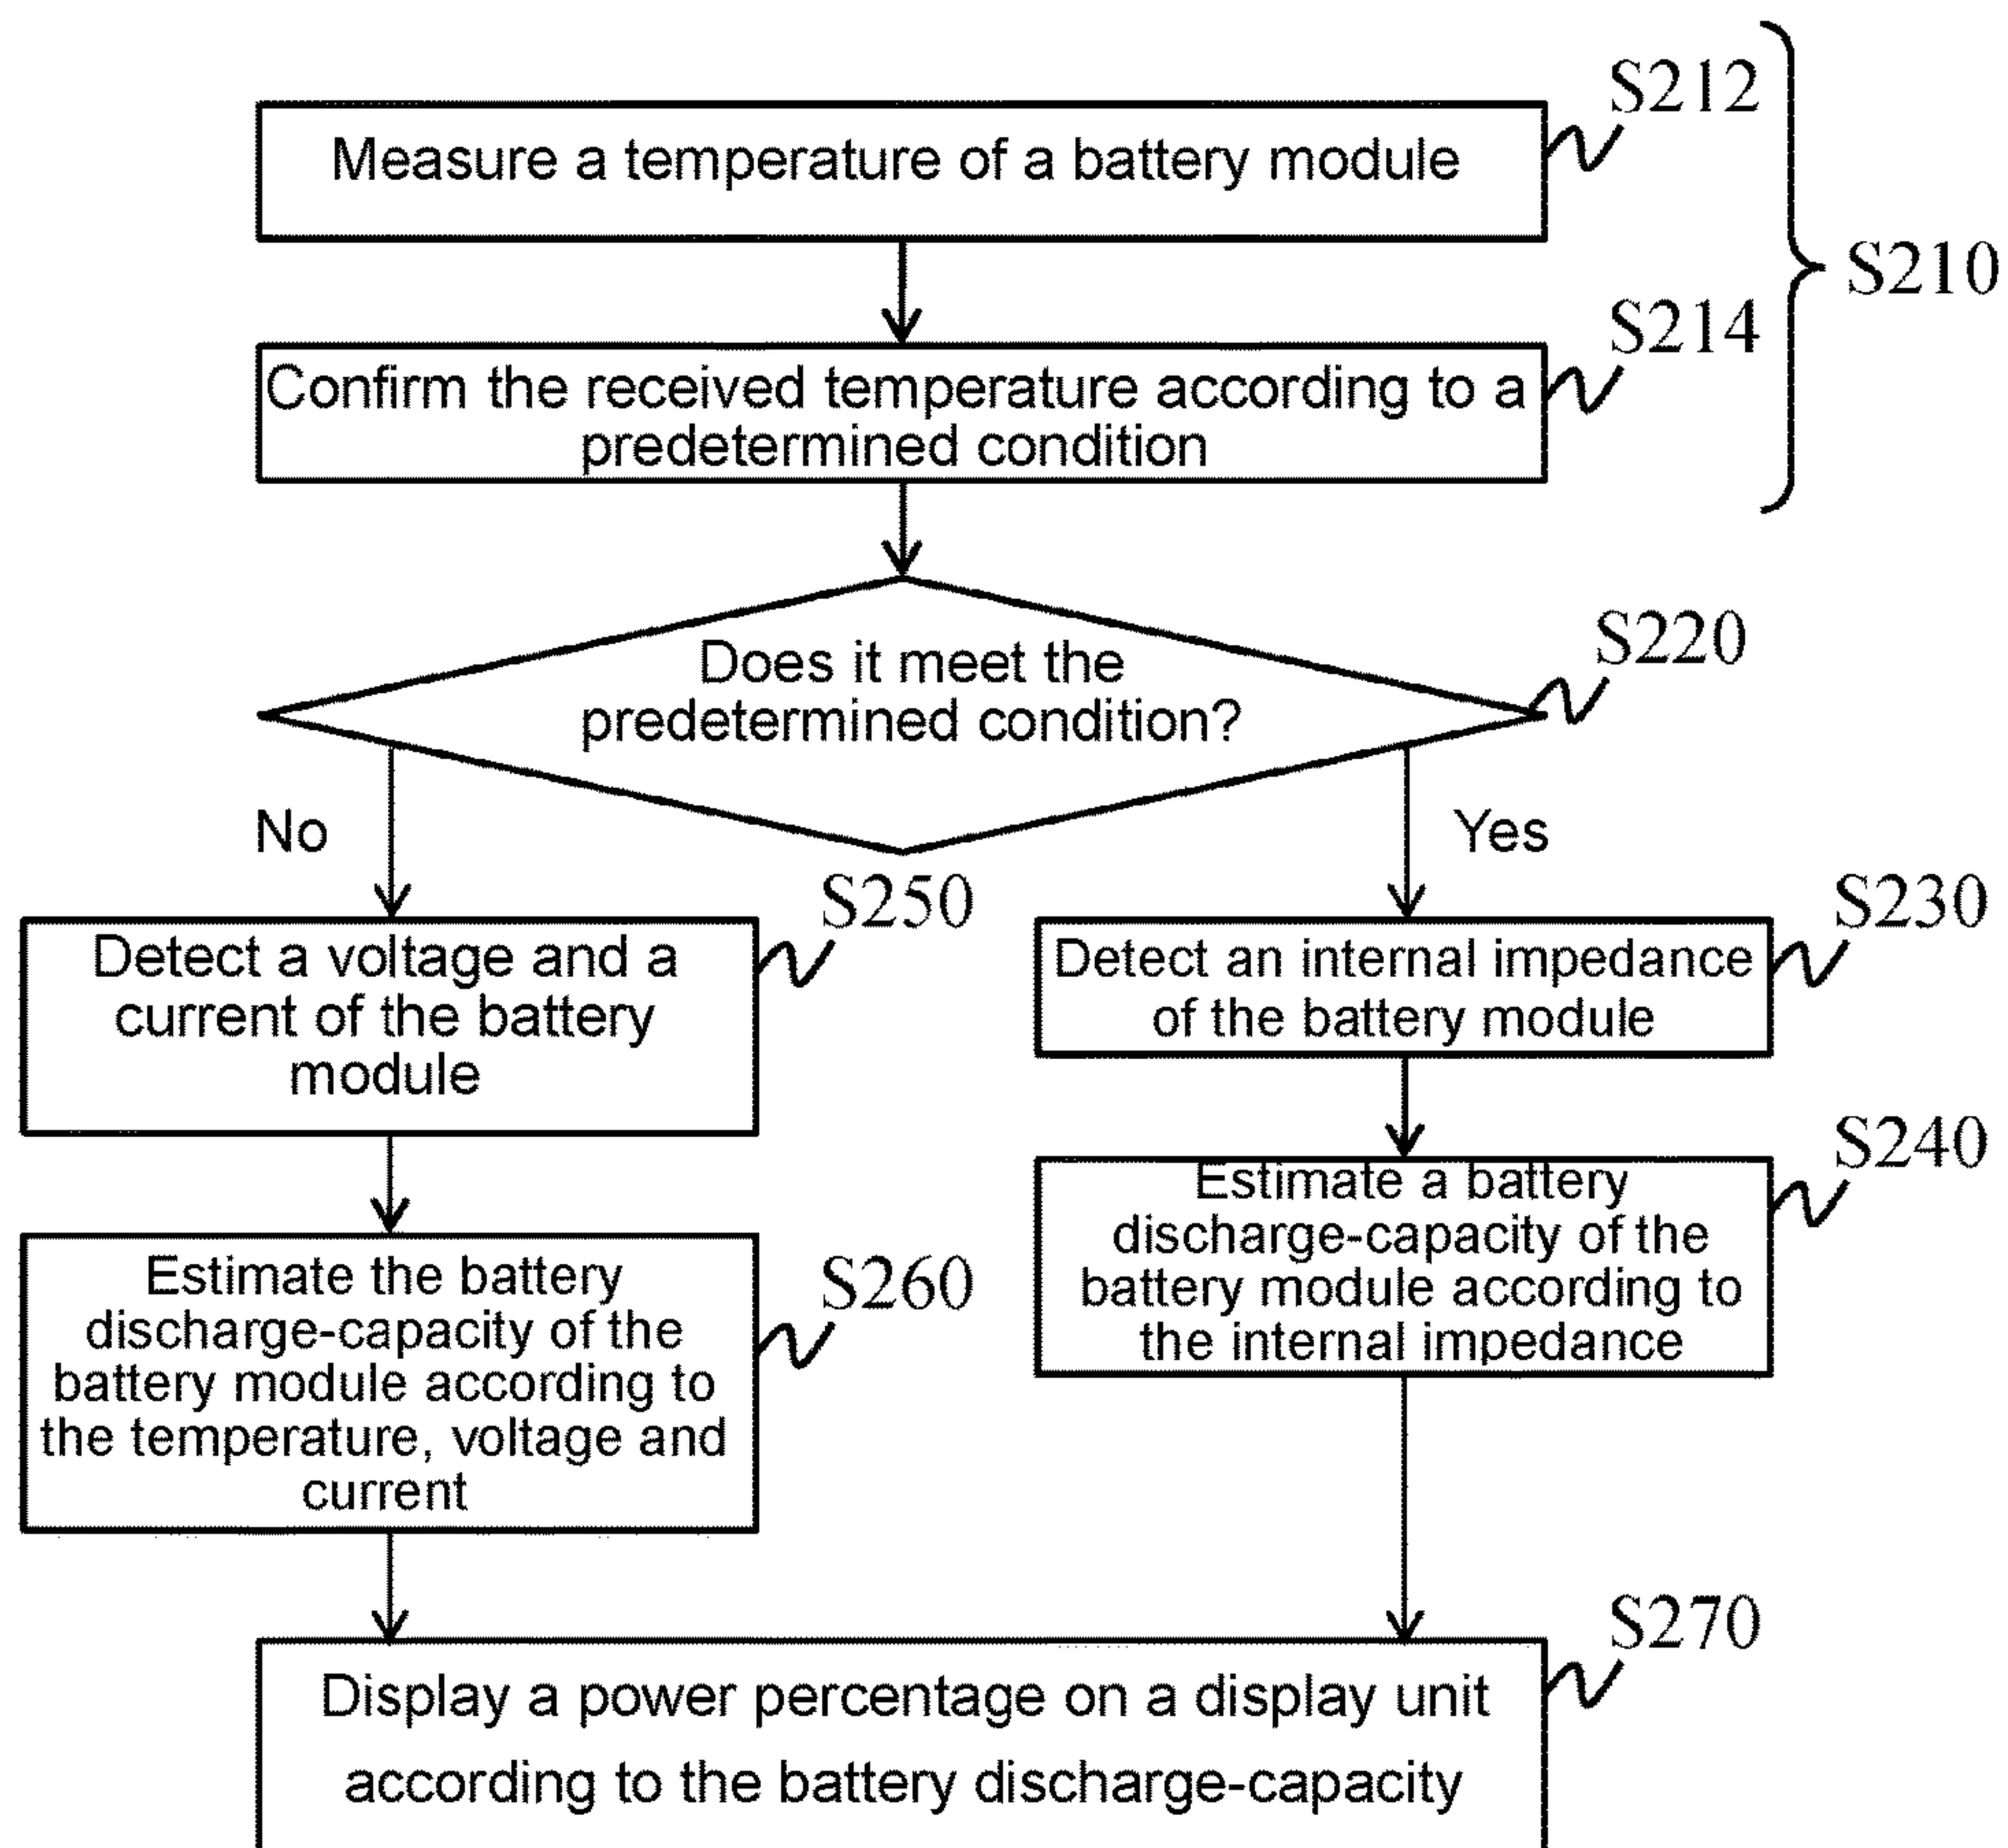 S212
Measure a temperature of a battery module
S210
S214
Confirm the received temperature according to a
predetermined condition
S220
Does it meet the
predetermined condition?
No
Yes
S250
Detect a voltage and a
current of the battery
module
S230
Detect an internal impedance
of the battery module
S240
Estimate a battery
discharge-capacity of the
battery module according to
the internal impedance
S260
Estimate the battery
discharge-capacity of the
battery module according to
the temperature, voltage and
current
S270
Display a power percentage on a display unit
according to the battery discharge-capacity